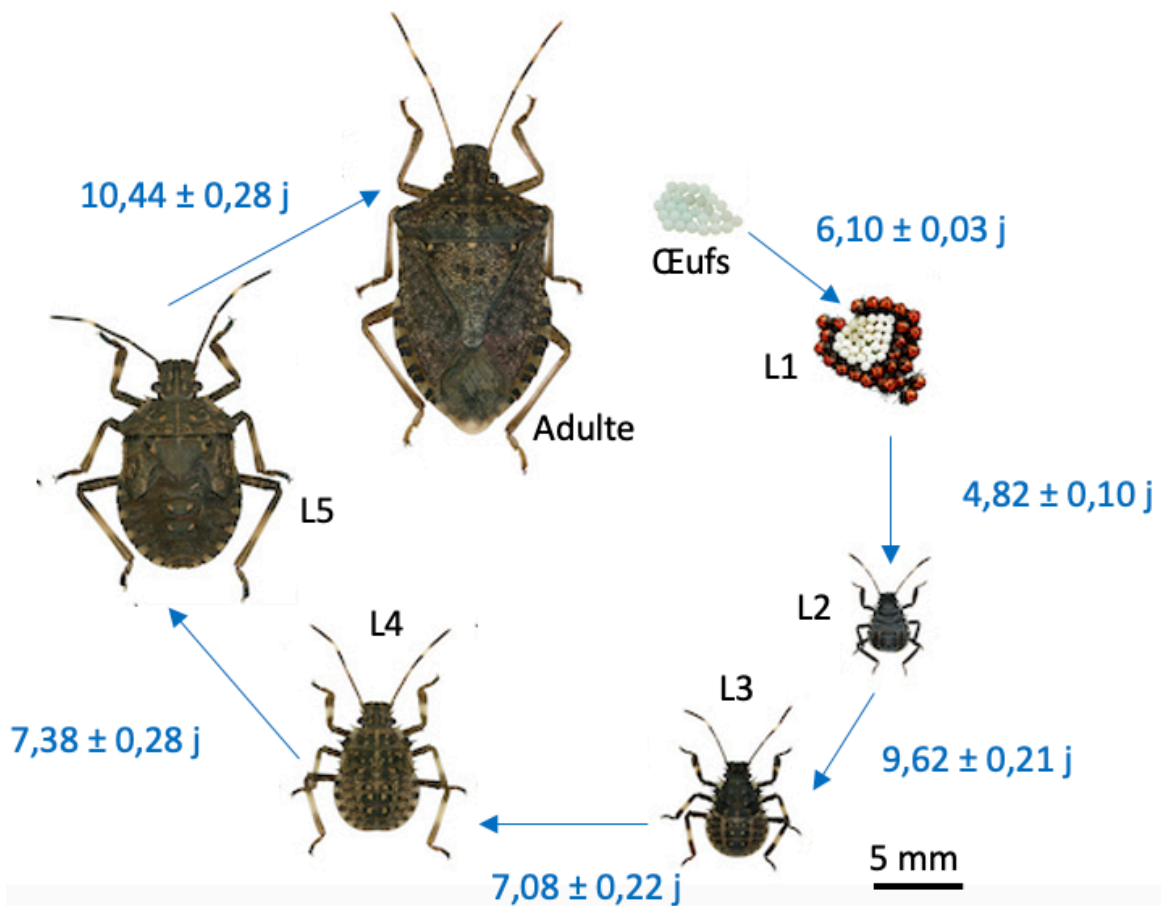 10,44 ± 0,28 j
Œufs
6,10 ± 0,03 j
L1
Adulte
4,82 ± 0,10 j
L5
L2
L4
L3
7,38 ± 0,28 j
9,62 ± 0,21 j
5 mm
7,08 ± 0,22 j